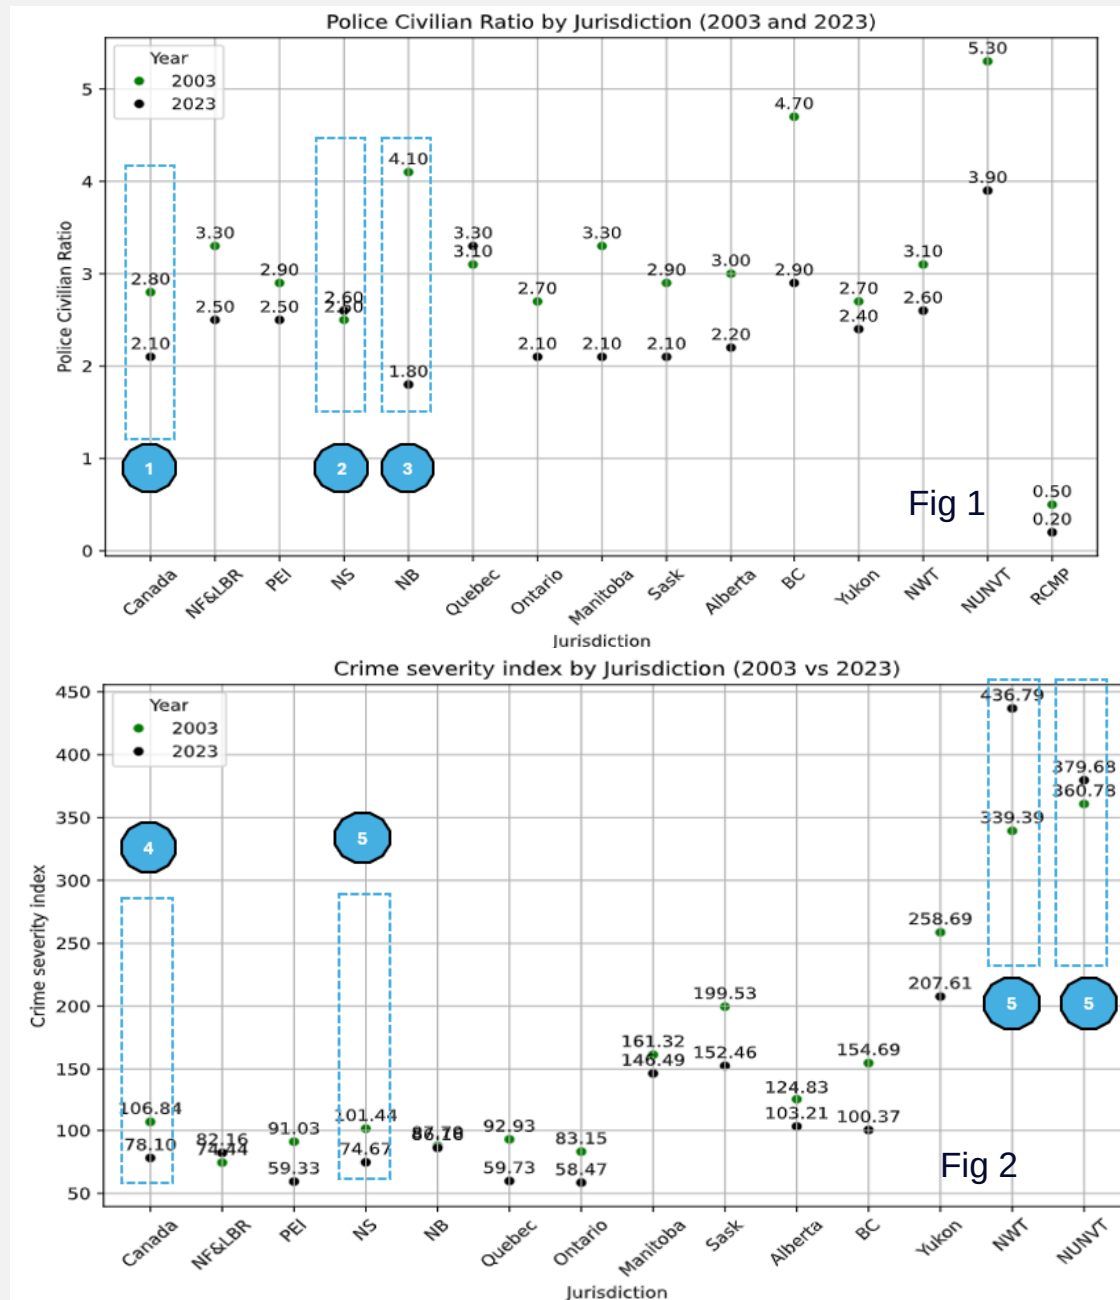 Police Civilian Ratio by Jurisdiction (2003 and 2023)
Year
2003
2023
Police Civilian Ratio
5
4
3
2
1
0
2.80
2.10
3.30
2.50
2.90
2.50
2.60
4.10
1.80
3.30
3.10
2.70
2.10
3.30
2.10
2.90
2.10
3.00
2.20
4.70
2.90
2.70
2.40
3.10
2.60
5.30
3.90
0.50
0.20
1
2
3
Fig 1
Canada
NF&LBR
PEI
NS
NB
Quebec
Ontario
Manitoba
Sask
Alberta
BC
Yukon
NWT
NUNVT
RCMP
Jurisdiction
Crime severity index by Jurisdiction (2003 vs 2023)
Year
2003
2023
Crime severity index
450
400
350
300
250
200
150
100
50
4
5
5
5
106.84
78.10
82.16
74.44
91.03
59.33
101.44
74.67
92.93
59.73
83.15
58.47
161.32
146.49
199.53
152.46
124.83
103.21
154.69
100.37
258.69
207.61
436.79
339.39
379.68
360.78
Fig 2
Canada
NF&LBR
PEI
NS
NB
Quebec
Ontario
Manitoba
Sask
Alberta
BC
Yukon
NWT
NUNVT
Jurisdiction